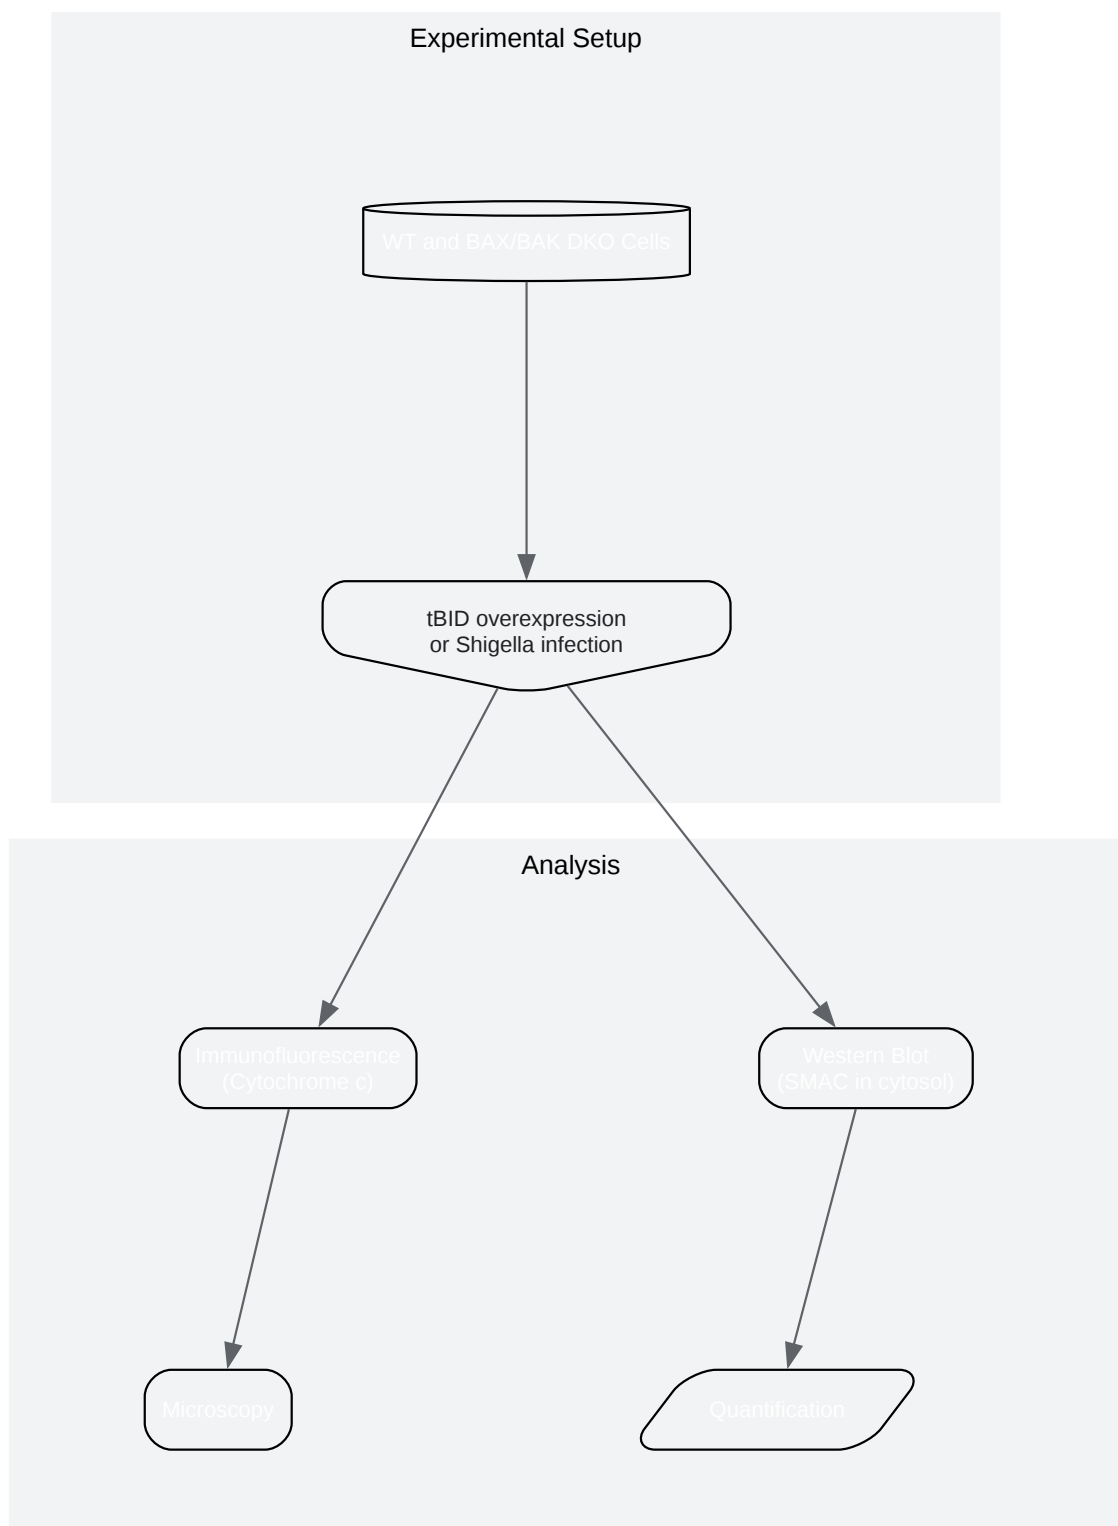 Experimental Setup
WT and BAX/BAK DKO Cells
tBID overexpression
or Shigella infection
Analysis
Immunofluorescence
(Cytochrome c)
Western Blot
(SMAC in cytosol)
Microscopy
Quantification